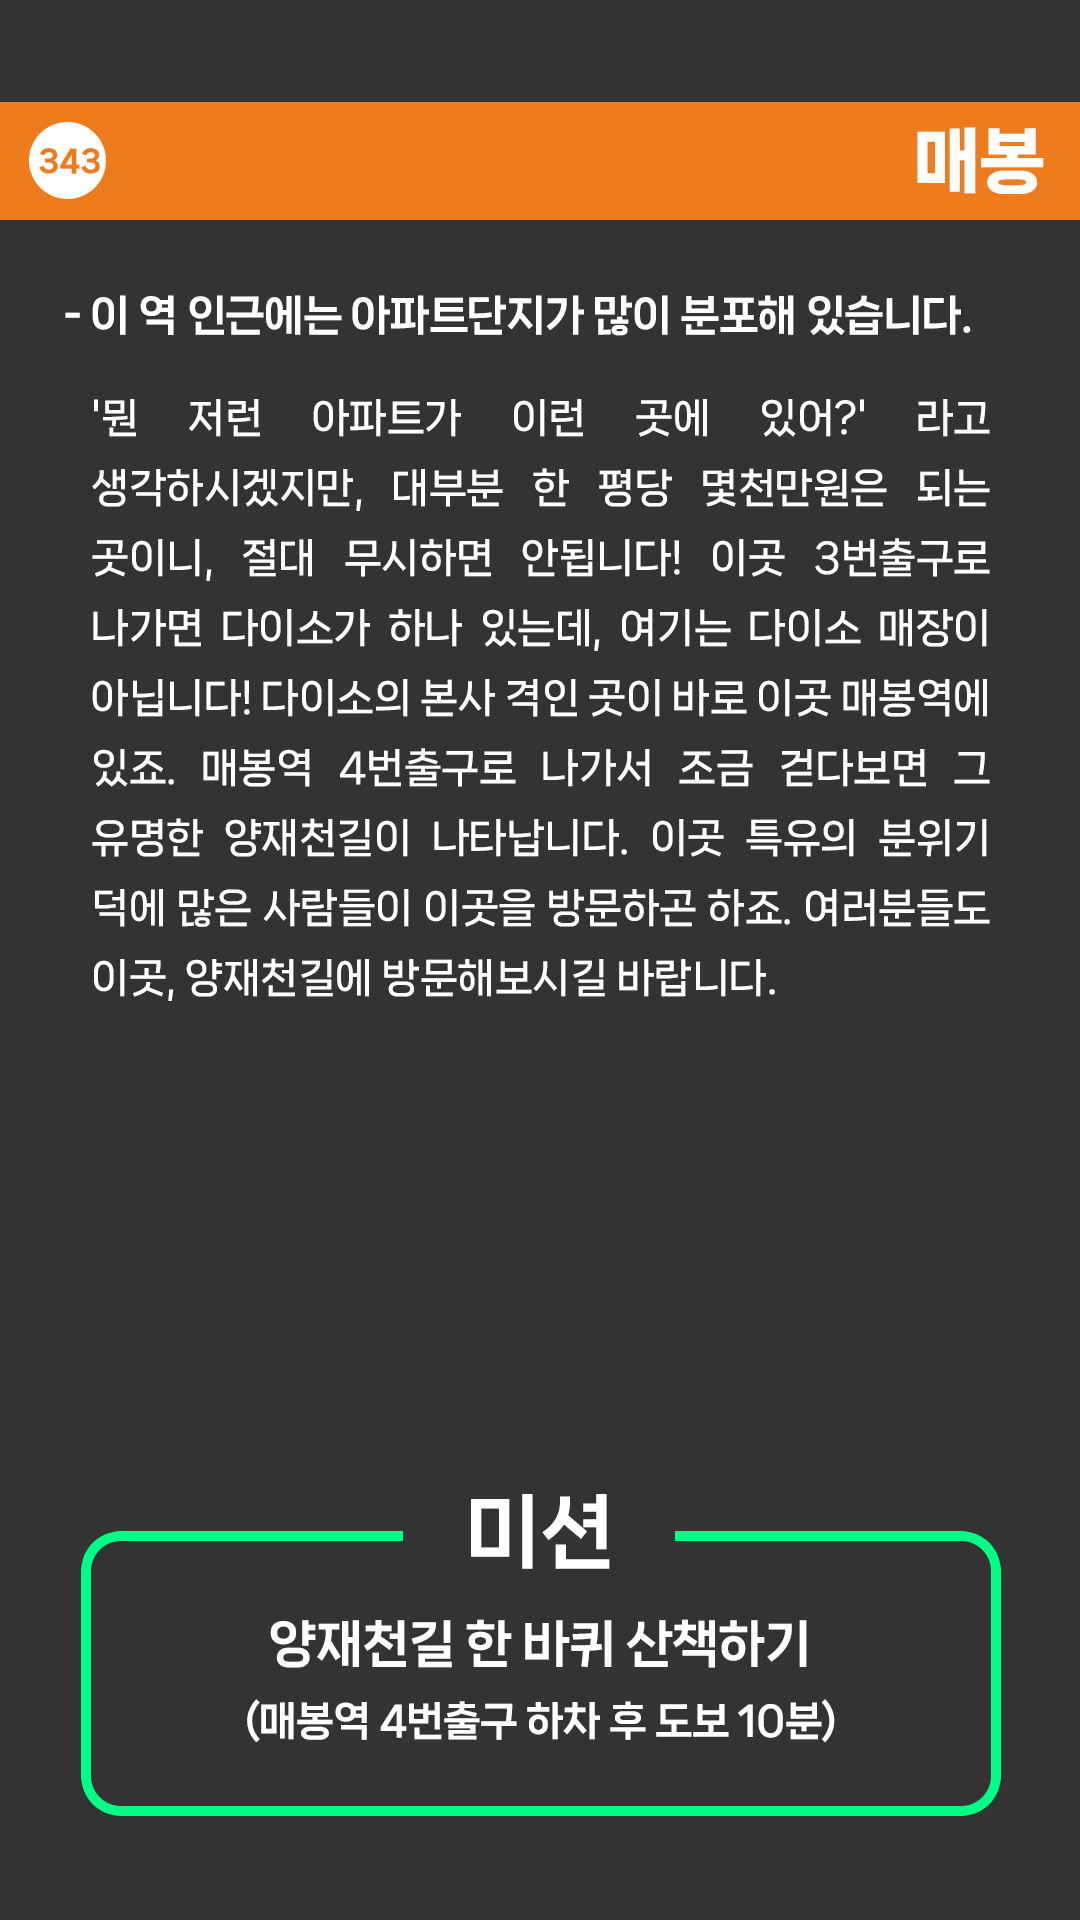 343
매봉
- 이 역 인근에는 아파트단지가 많이 분포해 있습니다.
'뭔 저런 아파트가 이런 곳에 있어?' 라고
생각하시겠지만, 대부분 한 평당 몇천만원은 되는
곳이니, 절대 무시하면 안됩니다! 이곳 3번출구로
나가면 다이소가 하나 있는데, 여기는 다이소 매장이
아닙니다! 다이소의 본사 격인 곳이 바로 이곳 매봉역에
있죠. 매봉역 4번출구로 나가서 조금 걷다보면 그
유명한 양재천길이 나타납니다. 이곳 특유의 분위기
덕에 많은 사람들이 이곳을 방문하곤 하죠. 여러분들도
이곳, 양재천길에 방문해보시길 바랍니다.
미션
양재천길 한 바퀴 산책하기
(매봉역 4번출구 하차 후 도보 10분)